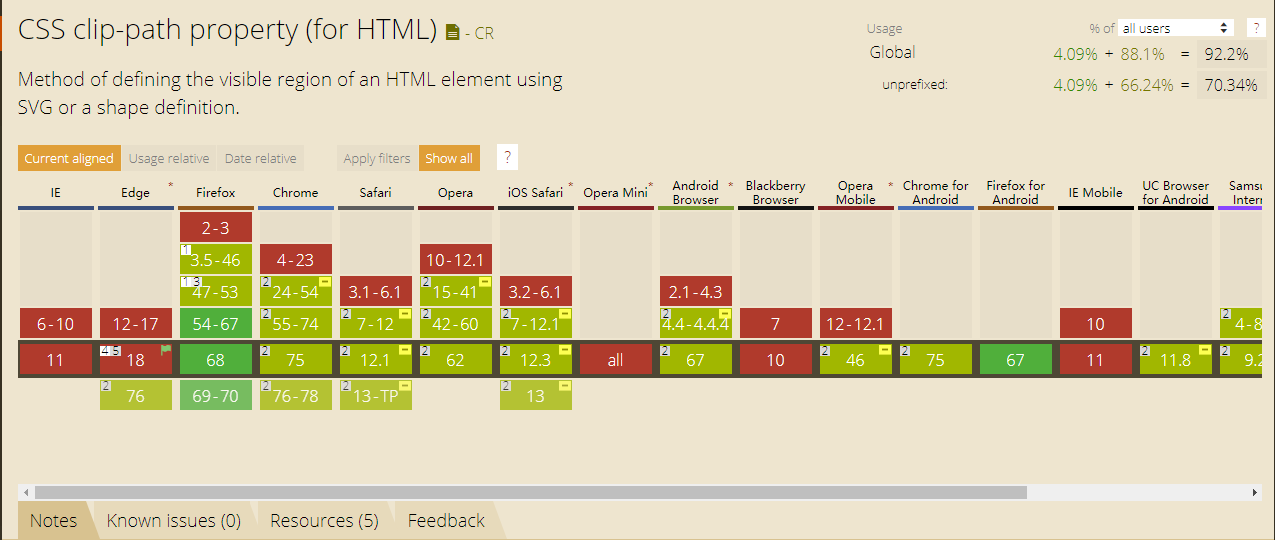 CSS clip-path property (for HTML) - CR
Usage % of all users ?
Global 4.09% + 88.1% = 92.2%
unprefixed: 4.09% + 66.24% = 70.34%
Method of defining the visible region of an HTML element using
SVG or a shape definition.
Current aligned Usage relative Date relative Apply filters Show all ?
IE Edge * Firefox Chrome Safari Opera iOS Safari * Opera Mini * Android Browser * Blackberry Browser Opera Mobile * Chrome for Android Firefox for Android IE Mobile UC Browser for Android
2-3
1 3.5-46 4-23 10-12.1
1 3 47-53 2 24-54 3.1-6.1 2 15-41 3.2-6.1 2.1-4.3
6-10 12-17 54-67 2 55-74 2 7-12 2 42-60 2 7-12.1 2 4.4-4.4.4 7 12-12.1 10 2
11 4 5 18 68 2 75 2 12.1 2 62 2 12.3 all 2 67 10 2 46 2 75 67 11 2 11.8 2
2 76 69-70 2 76-78 2 13-TP 2 13
Notes Known issues (0) Resources (5) Feedback